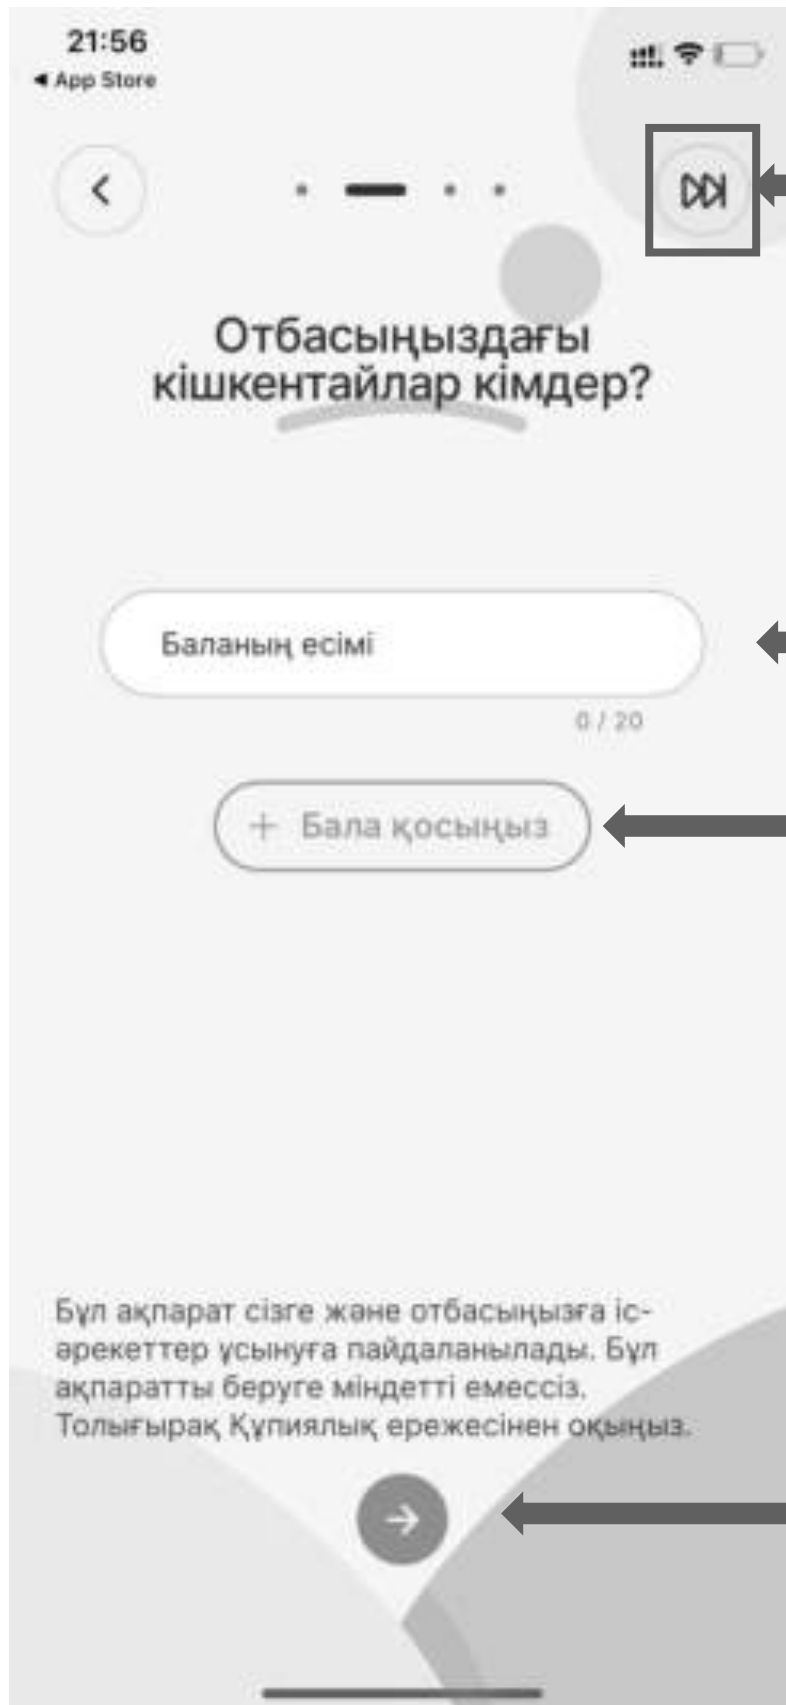 21:56
◀ App Store
Отбасыңыздағы
кішкентайлар кімдер?
Баланың есімі
0 / 20
+ Бала қосыңыз
Бұл ақпарат сізге және отбасыңызға іс-
әрекеттер ұсынуға пайдаланылады. Бұл
ақпаратты беруге міндетті емессіз.
Толығырақ Құпиялық ережесінен оқыңыз.